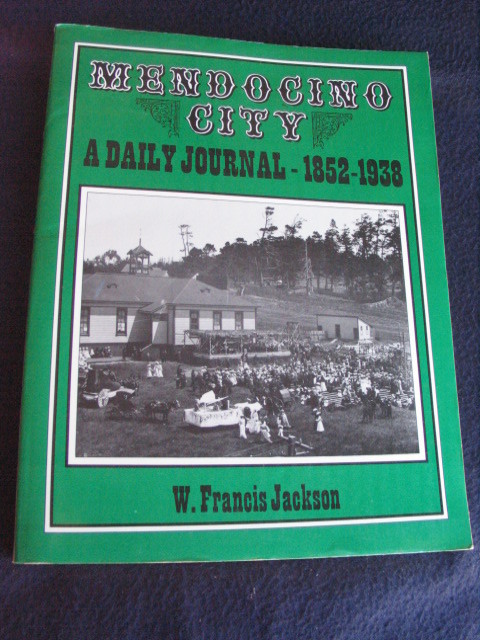 MENDOCINO
CITY
A DAILY JOURNAL - 1852-1938
W. Francis Jackson